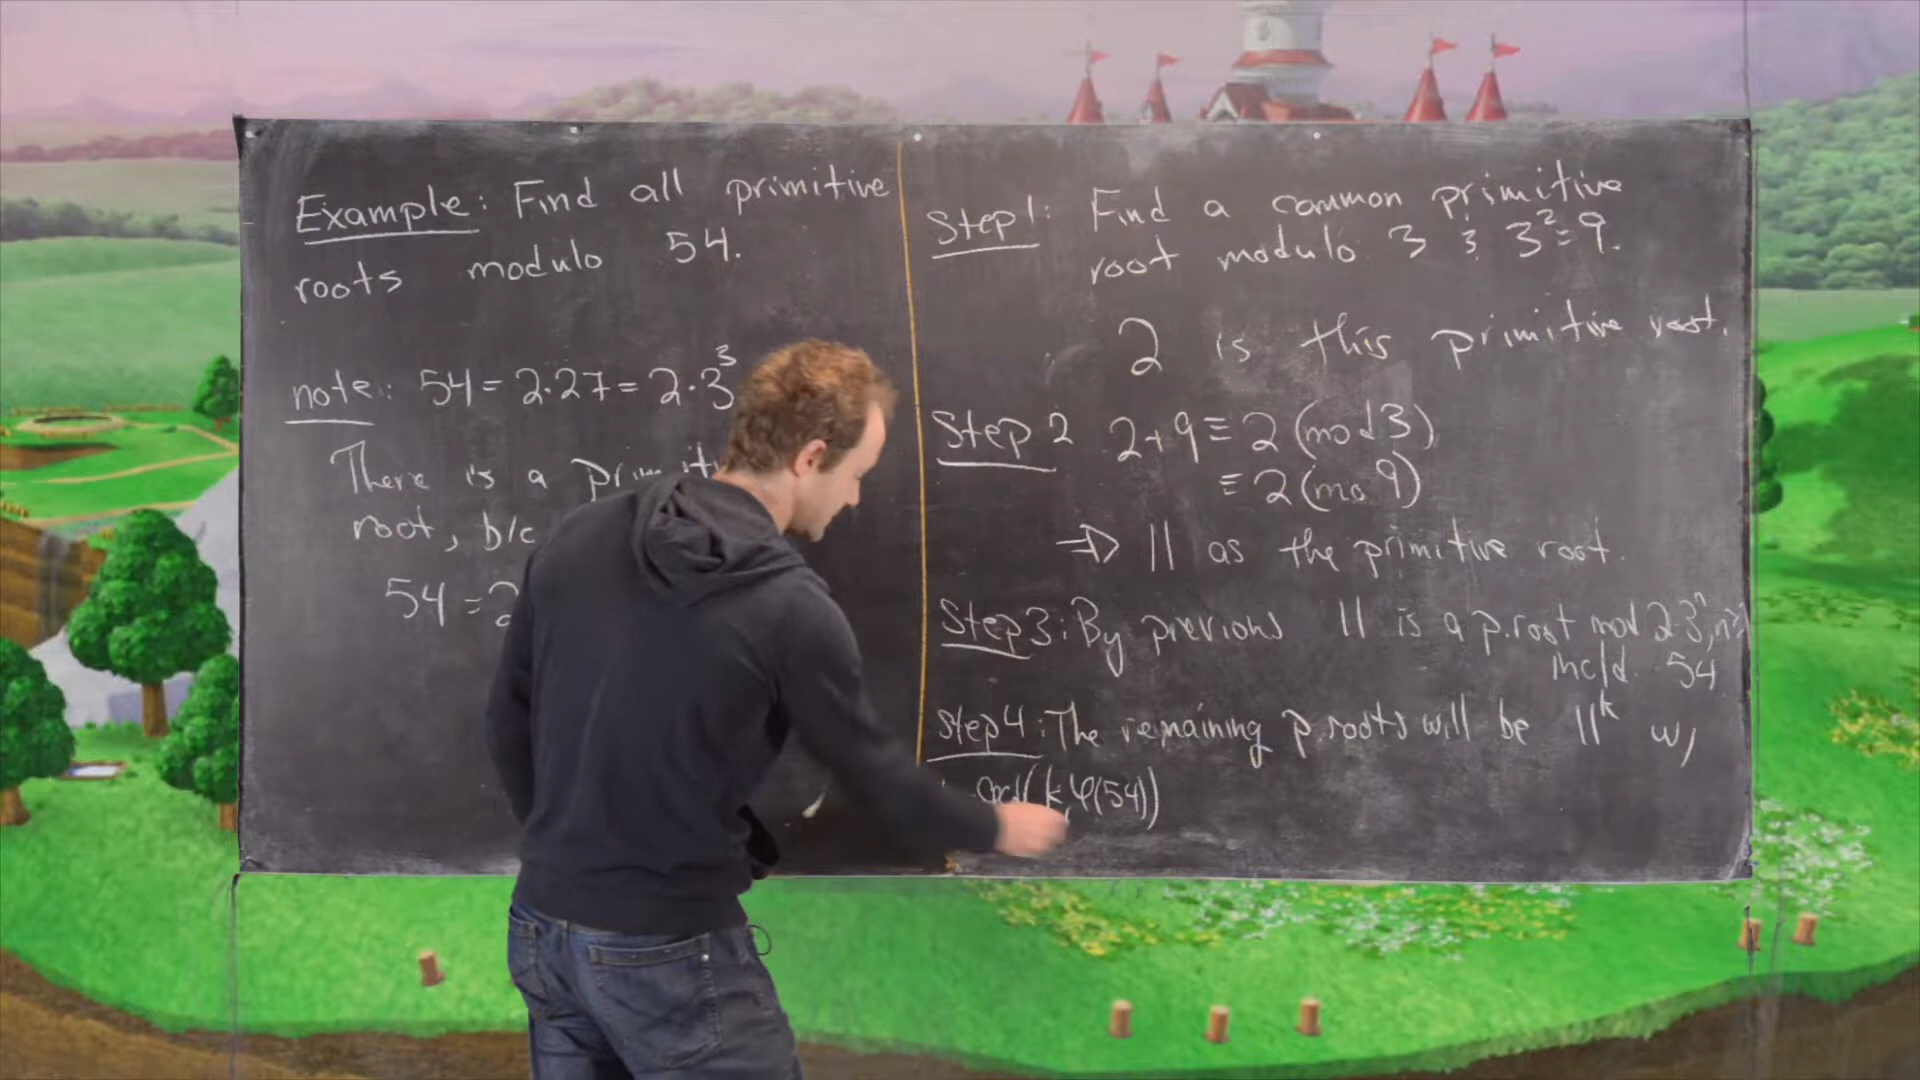 Example: Find all primitive
roots modulo 54.
note: 54 = 2·27 = 2·3³
There is a primiti
root, b/c
54 = 2
Step 1: Find a common primitive
root modulo 3 & 3² = 9.
2 is this primitive root.
Step 2 2+9 ≡ 2 (mod 3)
≡ 2 (mo 9)
⇒ 11 as the primitive root.
Step 3: By previous 11 is a p.root mod 2·3ⁿ, n≥
mod. 54
Step 4: The remaining p.roots will be 11ᵏ w/
gcd(k, φ(54))